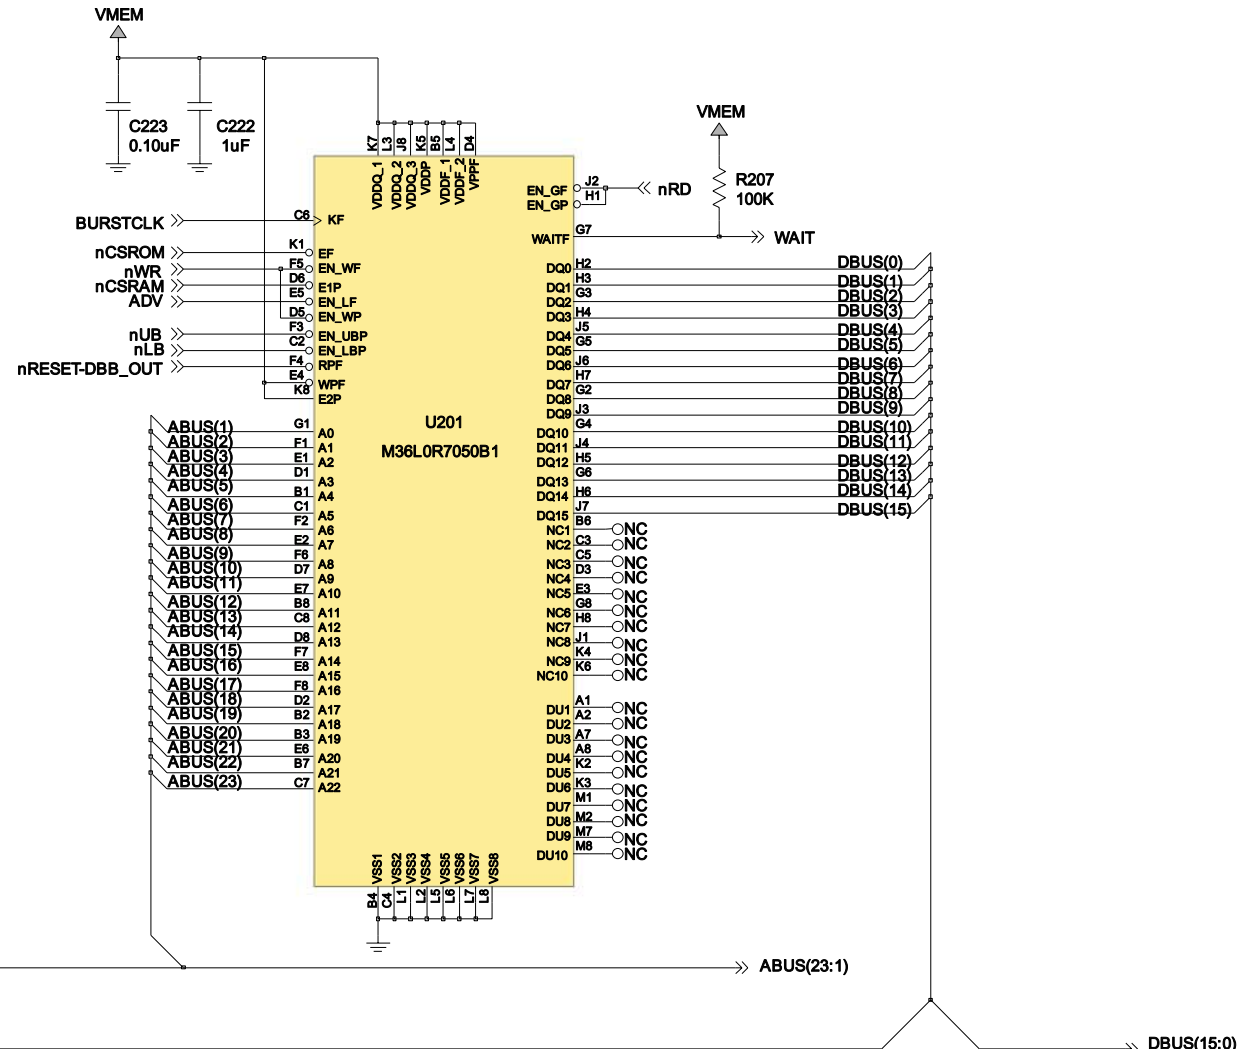 VMEM
C223
0.10uF
C222
1uF
VMEM
R207
100K
K7 L3 J8 K5 B5 L4 D4
VDDQ_1 VDDQ_2 VDDQ_3 VDDP VDDF_1 VDDF_2 VPPF
U201
M36L0R7050B1
BURSTCLK C6 KF
nCSROM K1 EF
nWR F5 EN_WF
nCSRAM D6 E1P
ADV E5 EN_LF
D5 EN_WP
nUB F3 EN_UBP
nLB C2 EN_LBP
nRESET-DBB_OUT F4 RPF
E4 WPF
K8 E2P
ABUS(1) G1 A0
ABUS(2) F1 A1
ABUS(3) E1 A2
ABUS(4) D1 A3
ABUS(5) B1 A4
ABUS(6) C1 A5
ABUS(7) F2 A6
ABUS(8) E2 A7
ABUS(9) F6 A8
ABUS(10) D7 A9
ABUS(11) E7 A10
ABUS(12) B8 A11
ABUS(13) C8 A12
ABUS(14) D8 A13
ABUS(15) F7 A14
ABUS(16) E8 A15
ABUS(17) F8 A16
ABUS(18) D2 A17
ABUS(19) B2 A18
ABUS(20) B3 A19
ABUS(21) E6 A20
ABUS(22) B7 A21
ABUS(23) C7 A22
EN_GF J2 nRD
EN_GP H1
WAITF G7 WAIT
DQ0 H2 DBUS(0)
DQ1 H3 DBUS(1)
DQ2 G3 DBUS(2)
DQ3 H4 DBUS(3)
DQ4 J5 DBUS(4)
DQ5 G5 DBUS(5)
DQ6 J6 DBUS(6)
DQ7 H7 DBUS(7)
DQ8 G2 DBUS(8)
DQ9 J3 DBUS(9)
DQ10 G4 DBUS(10)
DQ11 J4 DBUS(11)
DQ12 H5 DBUS(12)
DQ13 G6 DBUS(13)
DQ14 H6 DBUS(14)
DQ15 J7 DBUS(15)
NC1 B6 NC
NC2 C3 NC
NC3 C5 NC
NC4 D3 NC
NC5 E3 NC
NC6 G8 NC
NC7 H8 NC
NC8 J1 NC
NC9 K4 NC
NC10 K6 NC
DU1 A1 NC
DU2 A2 NC
DU3 A7 NC
DU4 A8 NC
DU5 K2 NC
DU6 K3 NC
DU7 M1 NC
DU8 M2 NC
DU9 M7 NC
DU10 M8 NC
VSS1 VSS2 VSS3 VSS4 VSS5 VSS6 VSS7 VSS8
B4 C4 L1 L2 L5 L6 L7 L8
ABUS(23:1)
DBUS(15:0)